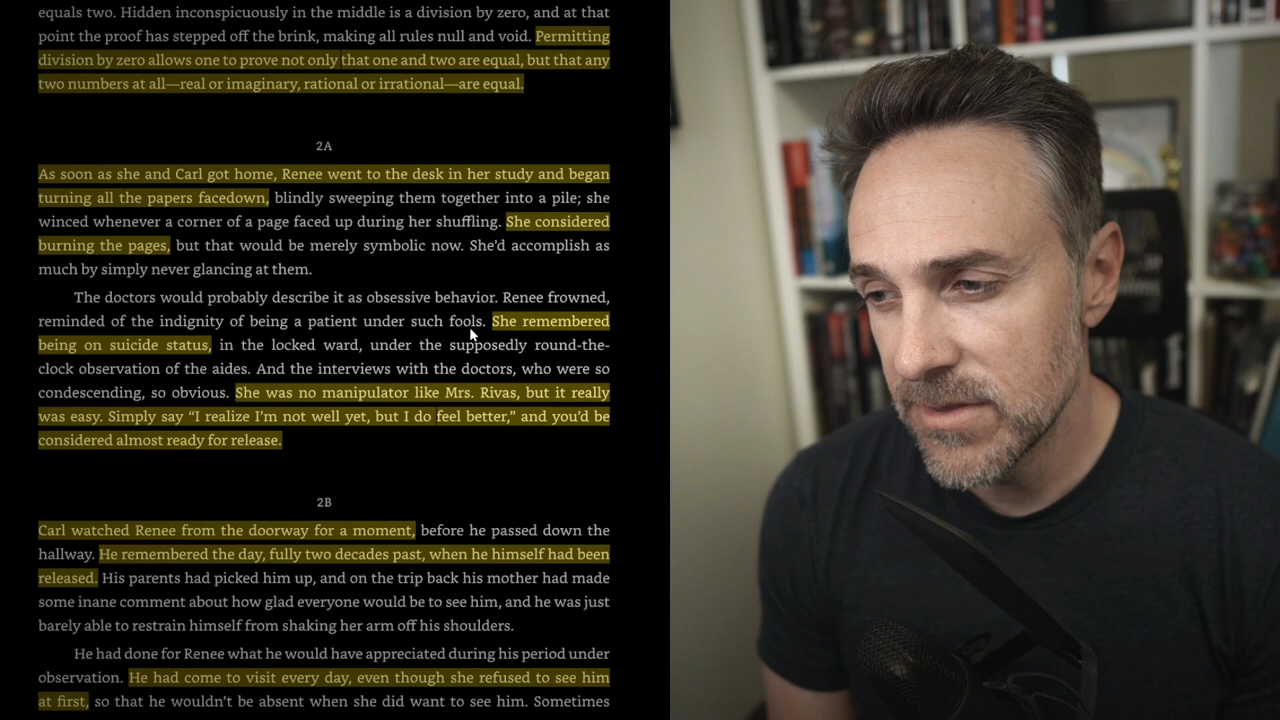 equals two. Hidden inconspicuously in the middle is a division by zero, and at that
point the proof has stepped off the brink, making all rules null and void. Permitting
division by zero allows one to prove not only that one and two are equal, but that any
two numbers at all—real or imaginary, rational or irrational—are equal.
2A
As soon as she and Carl got home, Renee went to the desk in her study and began
turning all the papers facedown, blindly sweeping them together into a pile; she
winced whenever a corner of a page faced up during her shuffling. She considered
burning the pages, but that would be merely symbolic now. She’d accomplish as
much by simply never glancing at them.
The doctors would probably describe it as obsessive behavior. Renee frowned,
reminded of the indignity of being a patient under such fools. She remembered
being on suicide status, in the locked ward, under the supposedly round-the-
clock observation of the aides. And the interviews with the doctors, who were so
condescending, so obvious. She was no manipulator like Mrs. Rivas, but it really
was easy. Simply say “I realize I’m not well yet, but I do feel better,” and you’d be
considered almost ready for release.
2B
Carl watched Renee from the doorway for a moment, before he passed down the
hallway. He remembered the day, fully two decades past, when he himself had been
released. His parents had picked him up, and on the trip back his mother had made
some inane comment about how glad everyone would be to see him, and he was just
barely able to restrain himself from shaking her arm off his shoulders.
He had done for Renee what he would have appreciated during his period under
observation. He had come to visit every day, even though she refused to see him
at first, so that he wouldn’t be absent when she did want to see him. Sometimes